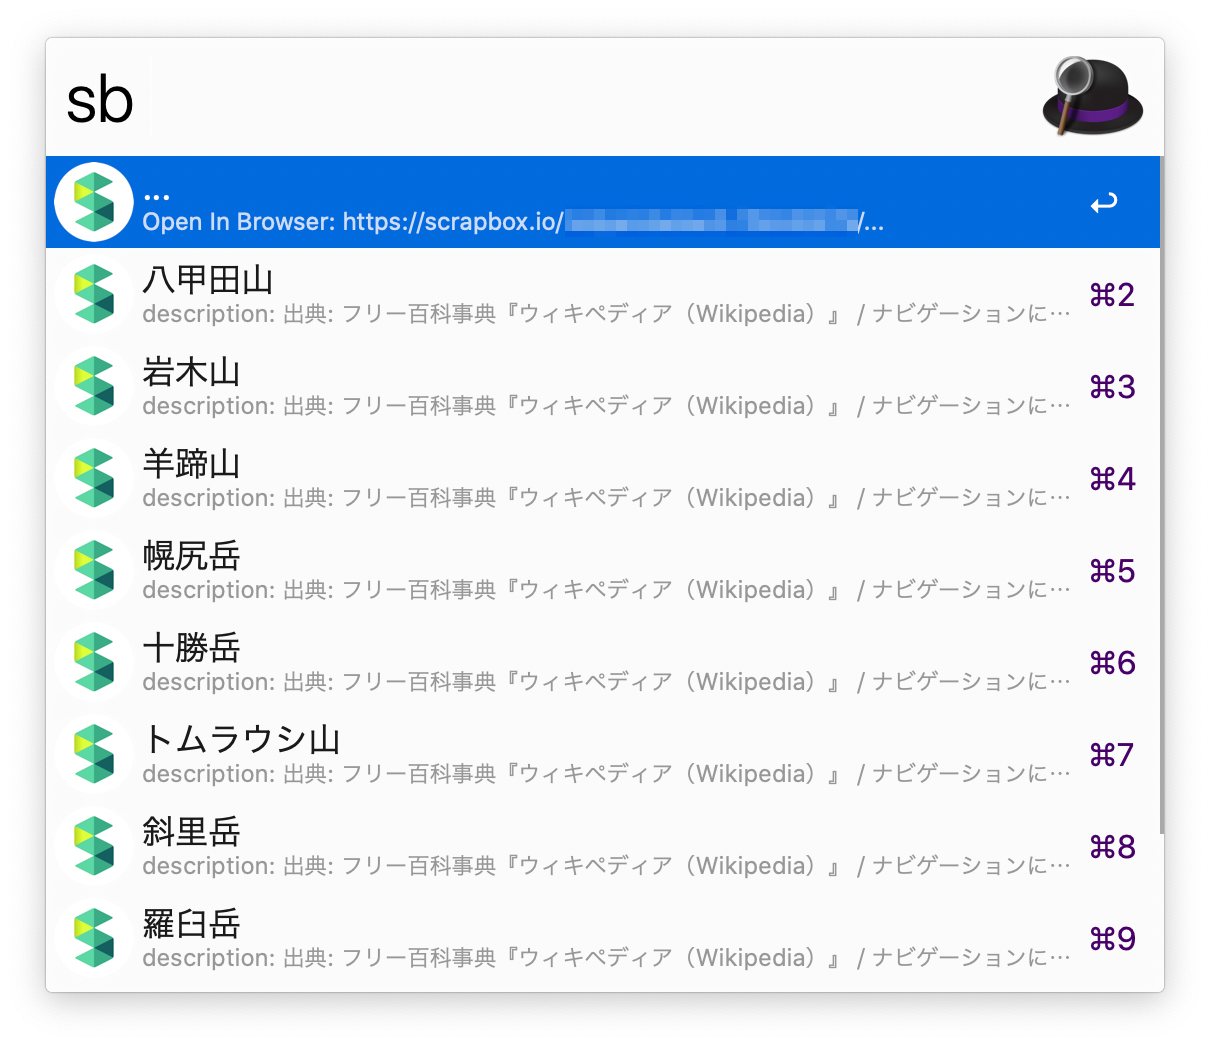 sb
...
Open In Browser: https://scrapbox.io/ /...
八甲田山
description: 出典: フリー百科事典『ウィキペディア（Wikipedia）』 / ナビゲーションに…
⌘2
岩木山
description: 出典: フリー百科事典『ウィキペディア（Wikipedia）』 / ナビゲーションに…
⌘3
羊蹄山
description: 出典: フリー百科事典『ウィキペディア（Wikipedia）』 / ナビゲーションに…
⌘4
幌尻岳
description: 出典: フリー百科事典『ウィキペディア（Wikipedia）』 / ナビゲーションに…
⌘5
十勝岳
description: 出典: フリー百科事典『ウィキペディア（Wikipedia）』 / ナビゲーションに…
⌘6
トムラウシ山
description: 出典: フリー百科事典『ウィキペディア（Wikipedia）』 / ナビゲーションに…
⌘7
斜里岳
description: 出典: フリー百科事典『ウィキペディア（Wikipedia）』 / ナビゲーションに…
⌘8
羅臼岳
description: 出典: フリー百科事典『ウィキペディア（Wikipedia）』 / ナビゲーションに…
⌘9